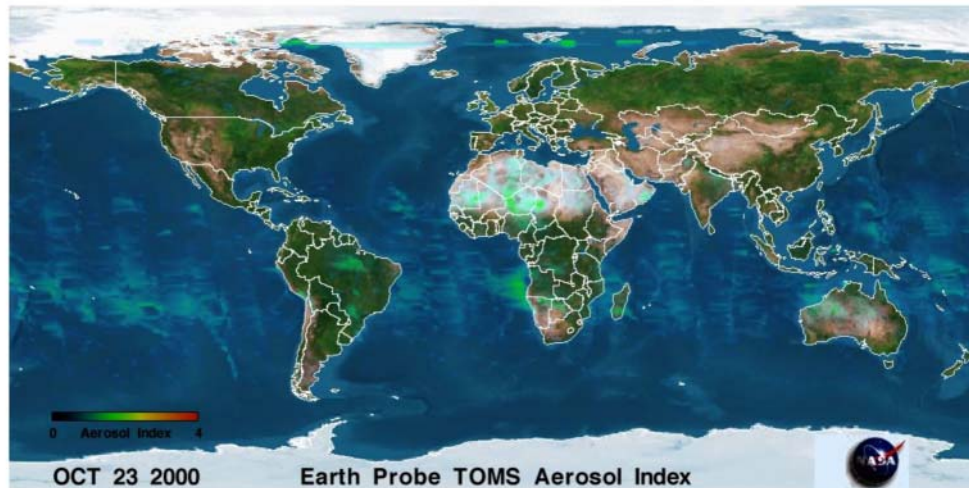 0 Aerosol Index 4
OCT 23 2000 Earth Probe TOMS Aerosol Index
NASA